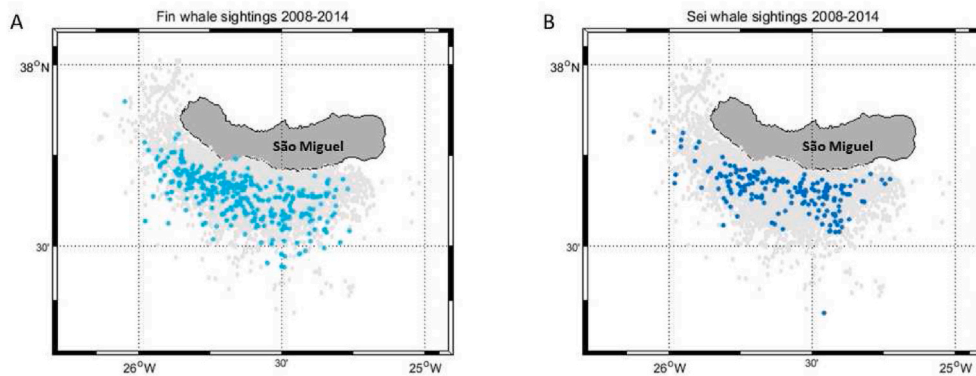 A
Fin whale sightings 2008-2014
38°N
São Miguel
30'
26°W
30'
25°W
B
Sei whale sightings 2008-2014
38°N
São Miguel
30'
26°W
30'
25°W